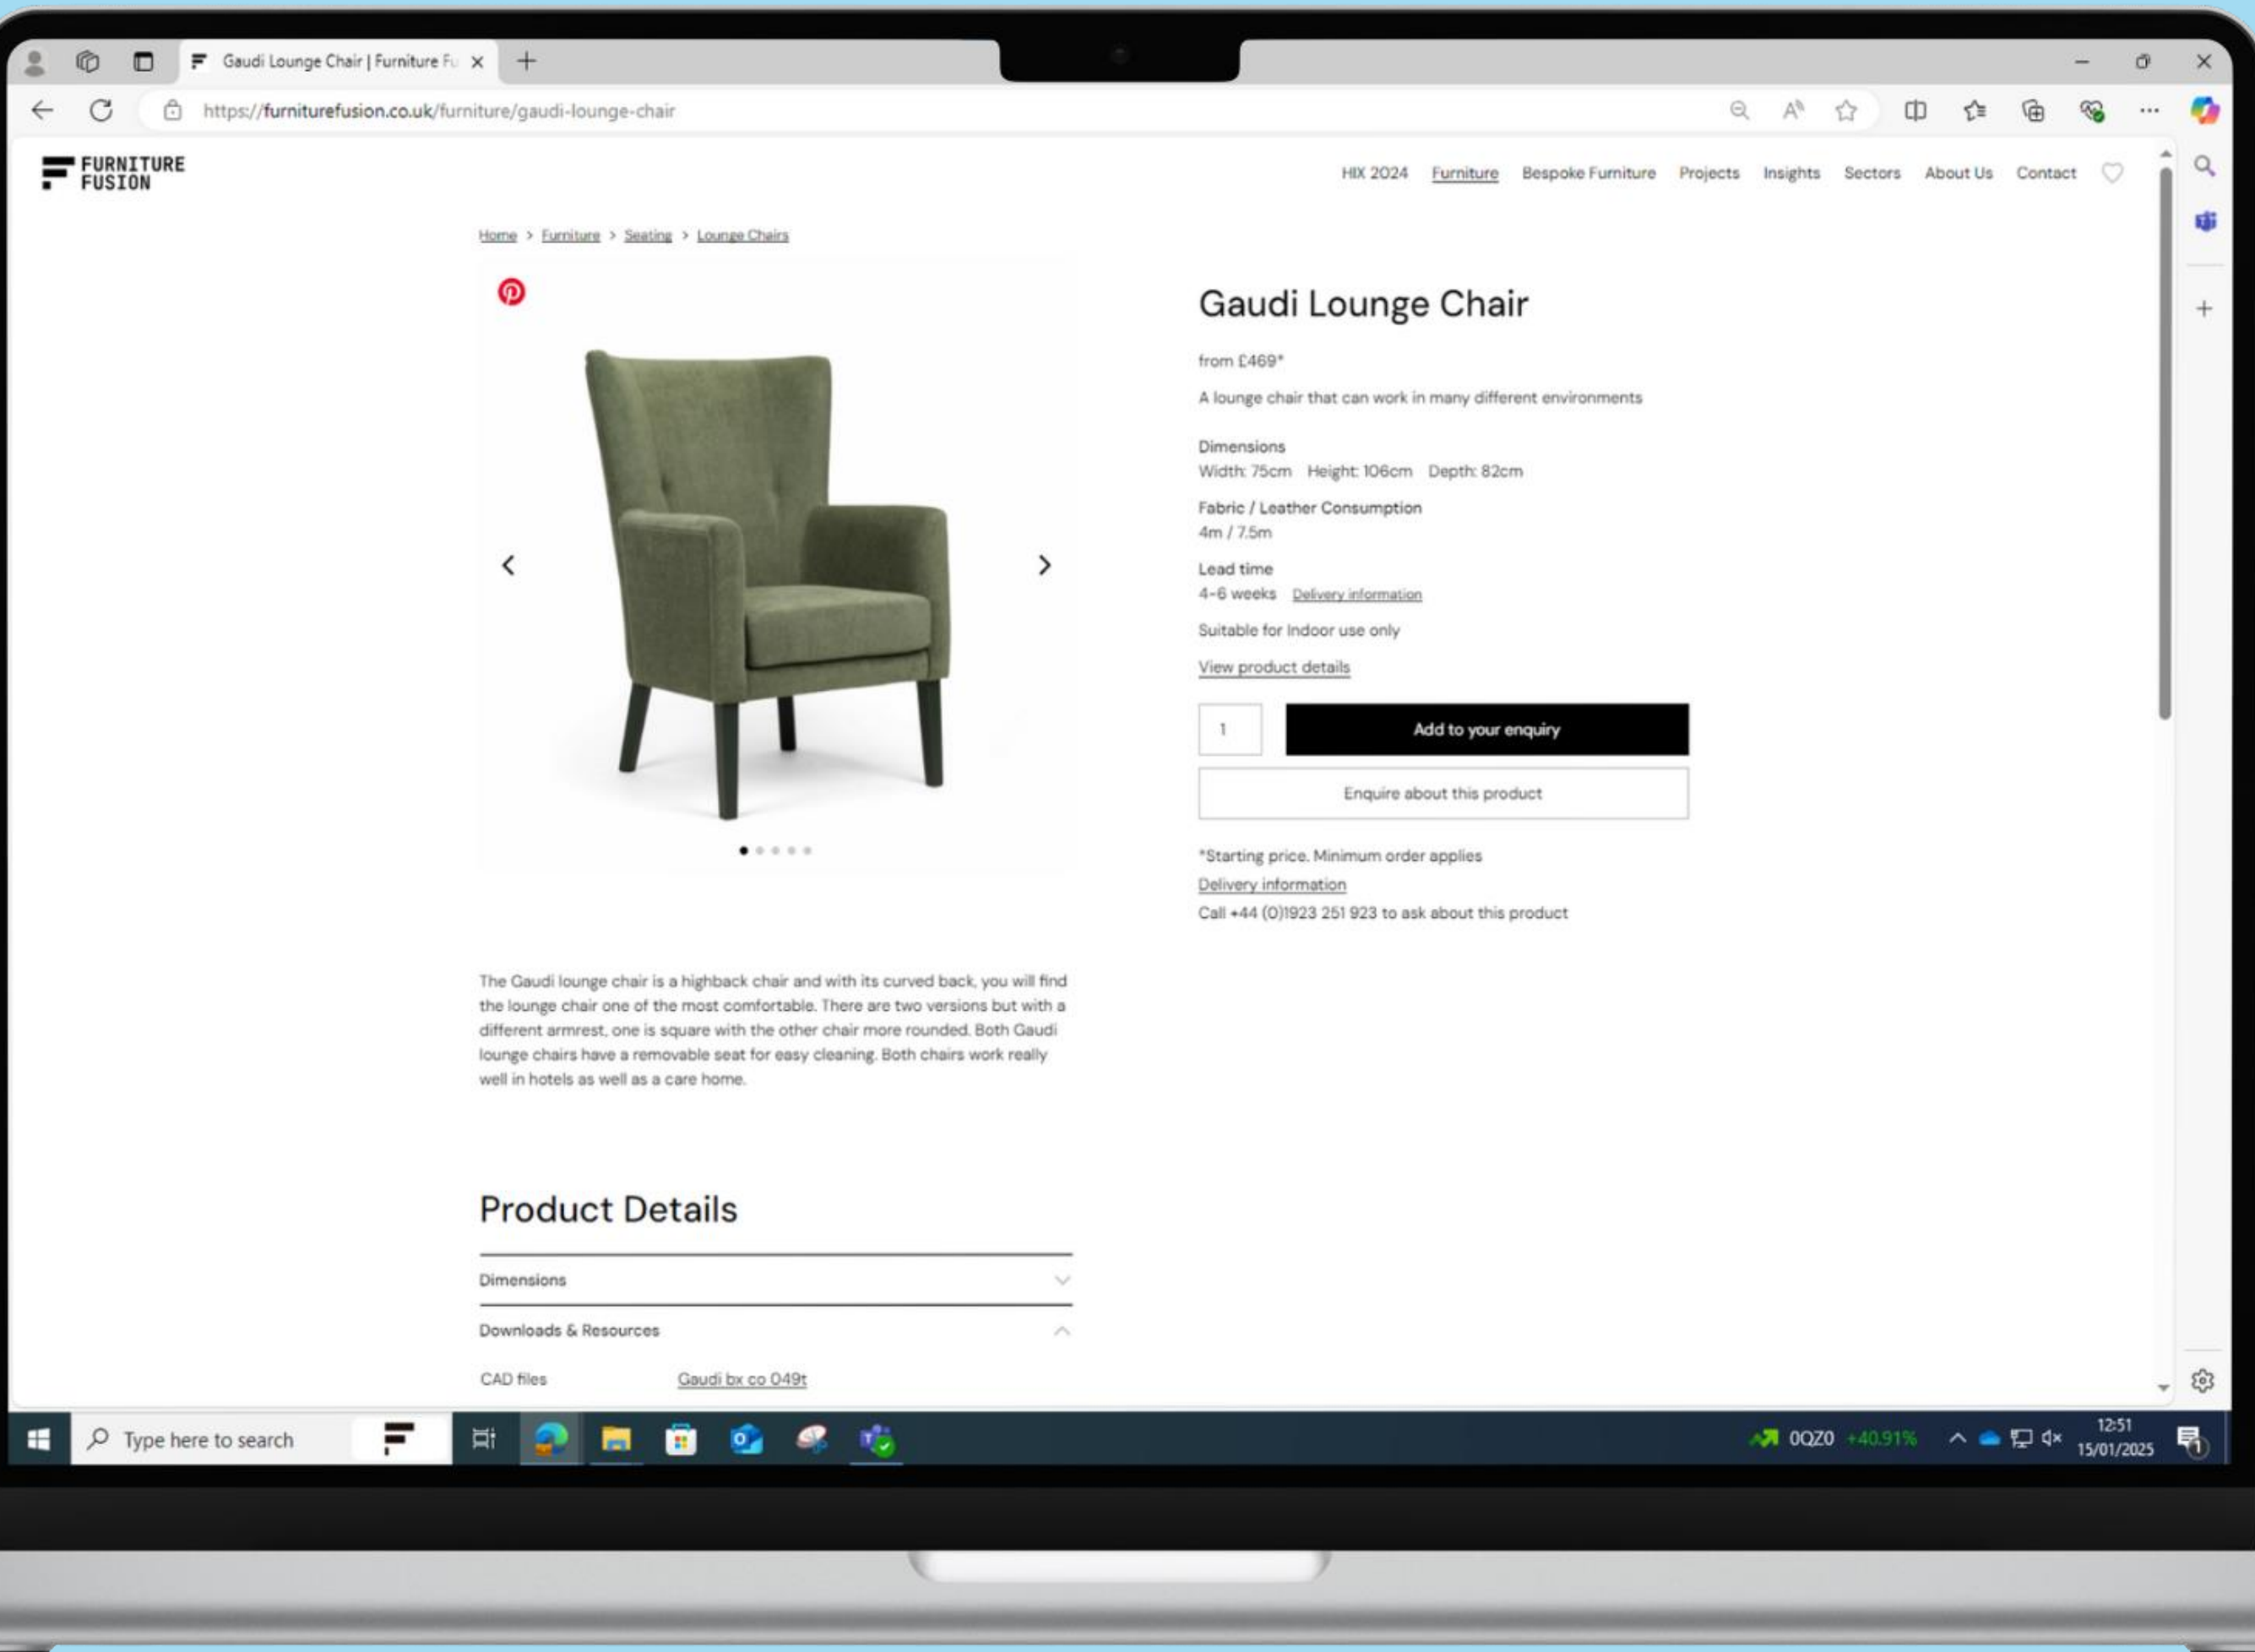 Gaudi Lounge Chair | Furniture Fu
https://furniturefusion.co.uk/furniture/gaudi-lounge-chair
FURNITURE
FUSION
HIX 2024 Furniture Bespoke Furniture Projects Insights Sectors About Us Contact
Home > Furniture > Seating > Lounge Chairs
Gaudi Lounge Chair
from £469*
A lounge chair that can work in many different environments
Dimensions
Width: 75cm Height: 106cm Depth: 82cm
Fabric / Leather Consumption
4m / 7.5m
Lead time
4-6 weeks Delivery information
Suitable for Indoor use only
View product details
1 Add to your enquiry
Enquire about this product
*Starting price. Minimum order applies
Delivery information
Call +44 (0)1923 251 923 to ask about this product
The Gaudi lounge chair is a highback chair and with its curved back, you will find
the lounge chair one of the most comfortable. There are two versions but with a
different armrest, one is square with the other chair more rounded. Both Gaudi
lounge chairs have a removable seat for easy cleaning. Both chairs work really
well in hotels as well as a care home.
Product Details
Dimensions
Downloads & Resources
CAD files Gaudi bx co 049t
Type here to search
0QZ0 +40.91%
12:51
15/01/2025
1